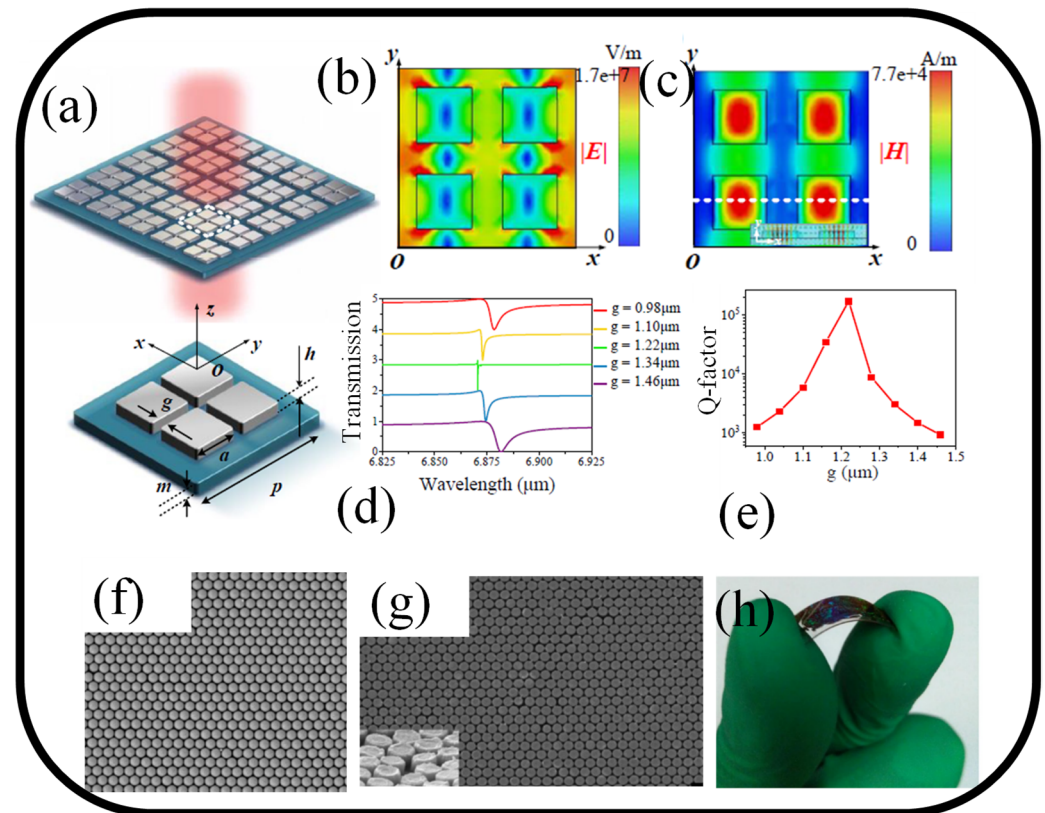 (a)
z
x
y
o
h
g
a
m
p
(b)
y
V/m
1.7e+7
|E|
0
O
x
(c)
y
A/m
7.7e+4
|H|
0
O
x
Transmission
5
4
3
2
1
0
6.825
6.850
6.875
6.900
6.925
Wavelength (μm)
g = 0.98μm
g = 1.10μm
g = 1.22μm
g = 1.34μm
g = 1.46μm
(d)
Q-factor
10⁵
10⁴
10³
1.0
1.1
1.2
1.3
1.4
1.5
g (μm)
(e)
(f)
(g)
(h)